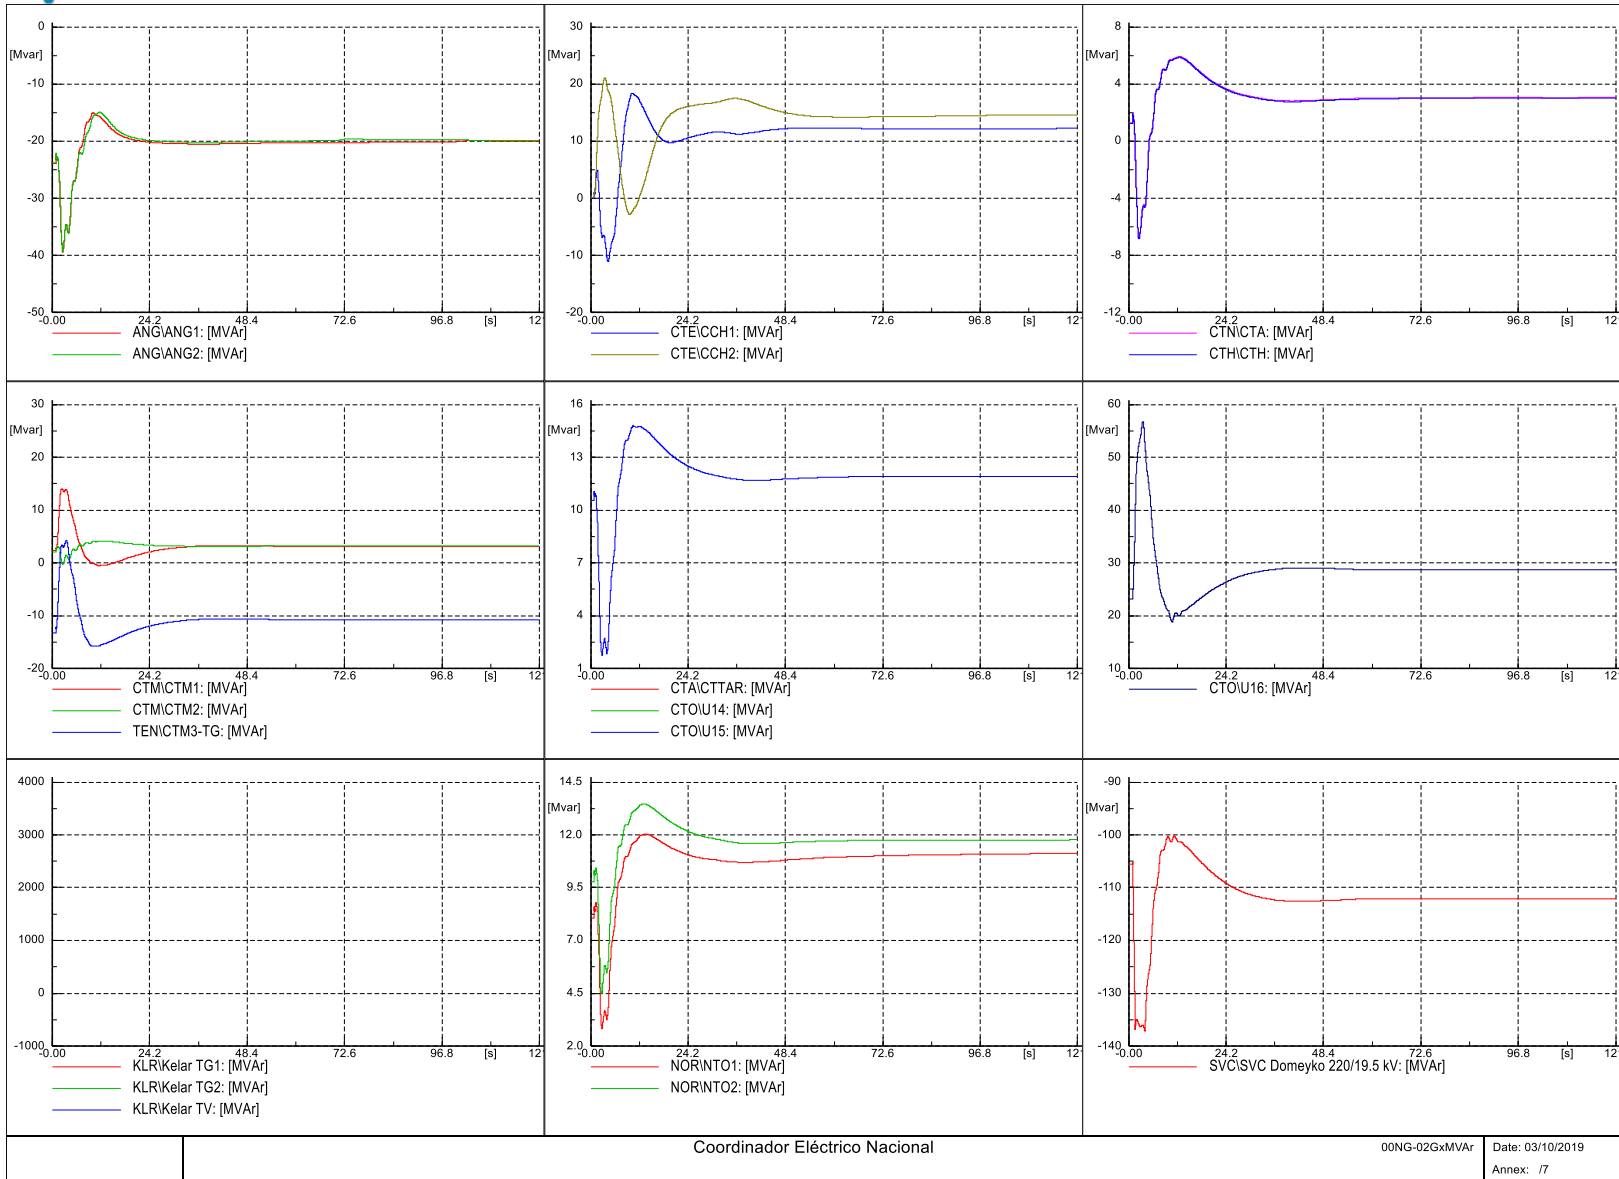 0
[Mvar]
-10
-20
-30
-40
-50
-0.00 24.2 48.4 72.6 96.8 [s] 12
ANG\ANG1: [MVAr]
ANG\ANG2: [MVAr]
30
[Mvar]
20
10
0
-10
-20
-0.00 24.2 48.4 72.6 96.8 [s] 12
CTE\CCH1: [MVAr]
CTE\CCH2: [MVAr]
8
[Mvar]
4
0
-4
-8
-12
-0.00 24.2 48.4 72.6 96.8 [s] 12
CTN\CTA: [MVAr]
CTH\CTH: [MVAr]
30
[Mvar]
20
10
0
-10
-20
-0.00 24.2 48.4 72.6 96.8 [s] 12
CTM\CTM1: [MVAr]
CTM\CTM2: [MVAr]
TEN\CTM3-TG: [MVAr]
16
[Mvar]
13
10
7
4
1
-0.00 24.2 48.4 72.6 96.8 [s] 12
CTA\CTTAR: [MVAr]
CTO\U14: [MVAr]
CTO\U15: [MVAr]
60
[Mvar]
50
40
30
20
10
-0.00 24.2 48.4 72.6 96.8 [s] 12
CTO\U16: [MVAr]
4000
3000
2000
1000
0
-1000
-0.00 24.2 48.4 72.6 96.8 [s] 12
KLR\Kelar TG1: [MVAr]
KLR\Kelar TG2: [MVAr]
KLR\Kelar TV: [MVAr]
14.5
[Mvar]
12.0
9.5
7.0
4.5
2.0
-0.00 24.2 48.4 72.6 96.8 [s] 12
NOR\NTO1: [MVAr]
NOR\NTO2: [MVAr]
-90
[Mvar]
-100
-110
-120
-130
-140
-0.00 24.2 48.4 72.6 96.8 [s] 12
SVC\SVC Domeyko 220/19.5 kV: [MVAr]
Coordinador Eléctrico Nacional
00NG-02GxMVAr
Date: 03/10/2019
Annex: /7